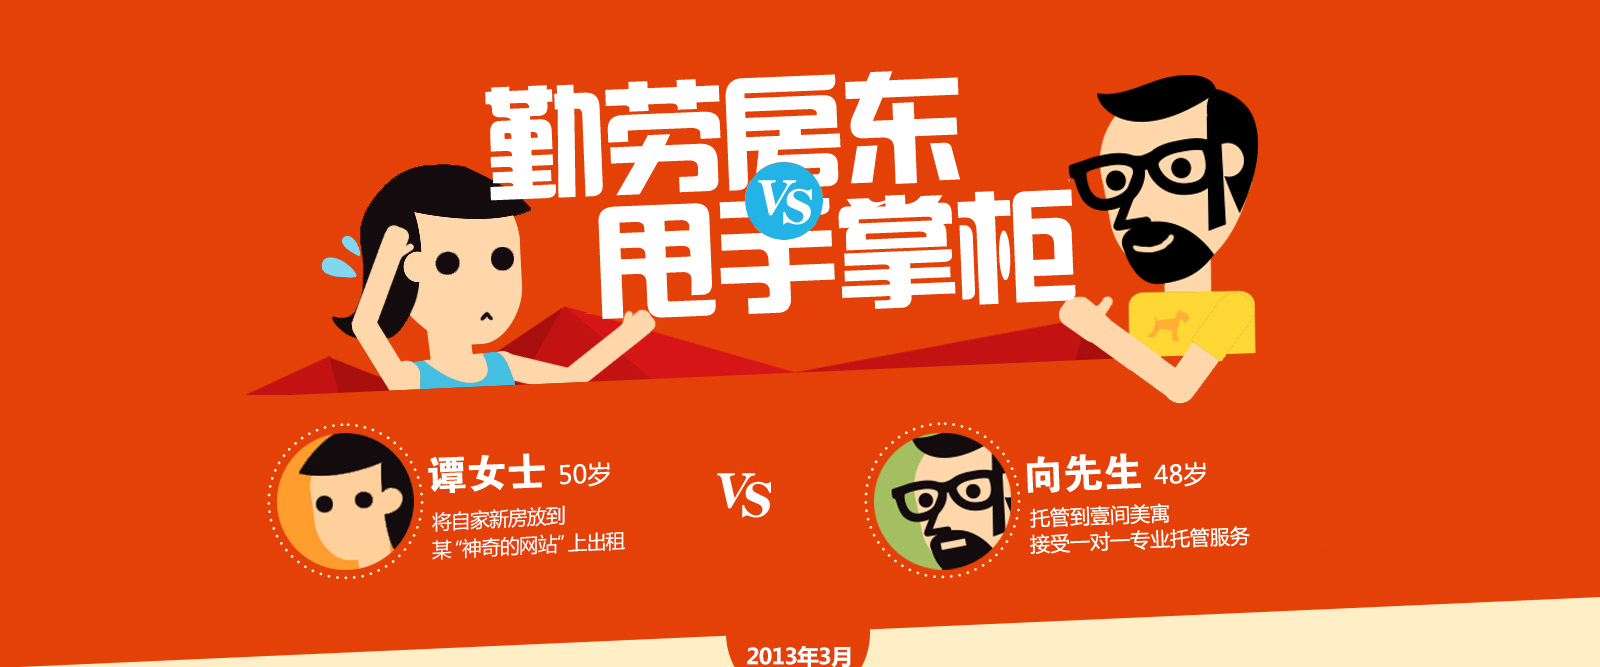 勤劳房东
VS
甩手掌柜
谭女士 50岁
将自家新房放到
某“神奇的网站”上出租
VS
向先生 48岁
托管到壹间美寓
接受一对一专业托管服务
2013年3月